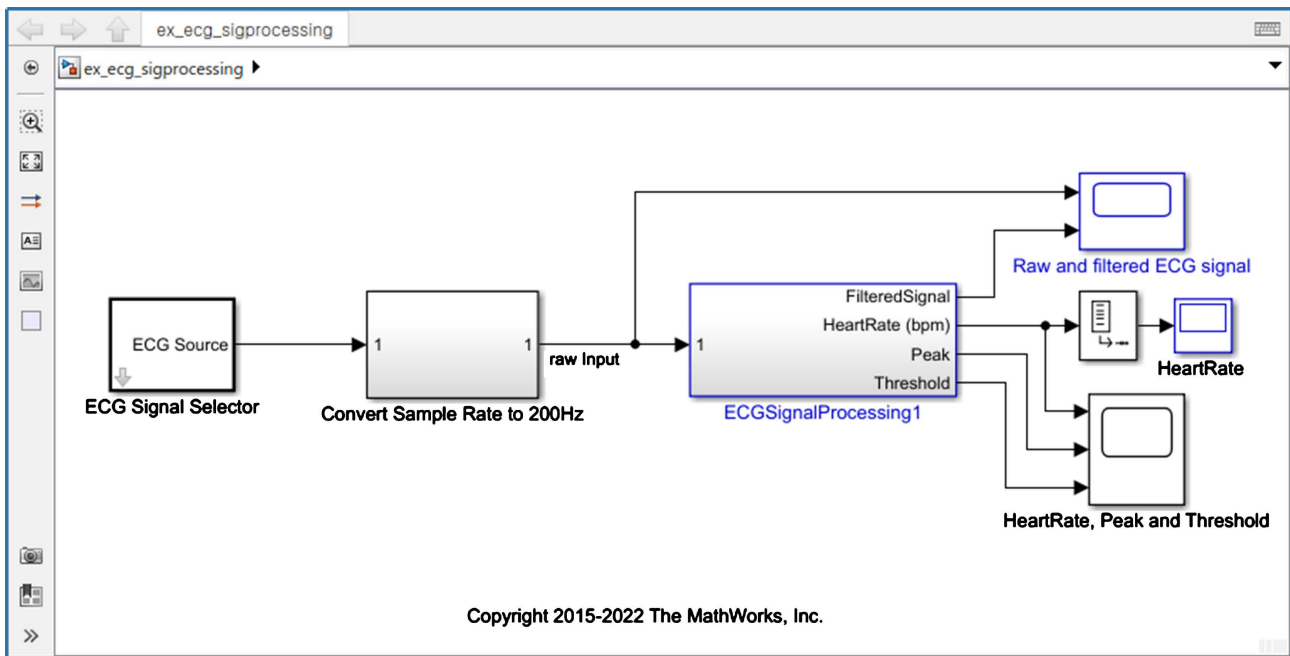 ex_ecg_sigprocessing
ex_ecg_sigprocessing
Raw and filtered ECG signal
FilteredSignal
HeartRate (bpm)
Peak
Threshold
1
ECGSignalProcessing1
ECG Source
ECG Signal Selector
1
1
Convert Sample Rate to 200Hz
raw Input
HeartRate
HeartRate, Peak and Threshold
Copyright 2015-2022 The MathWorks, Inc.